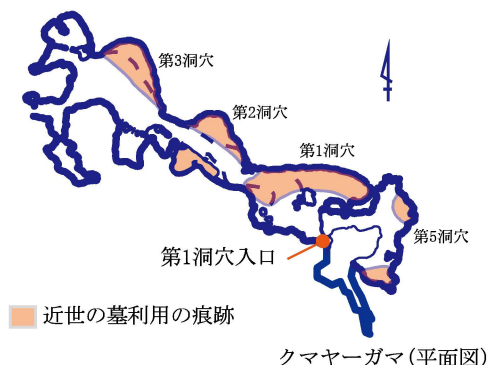 第3洞穴
第2洞穴
第1洞穴
第5洞穴
第1洞穴入口
近世の墓利用の痕跡
クマヤーガマ(平面図)